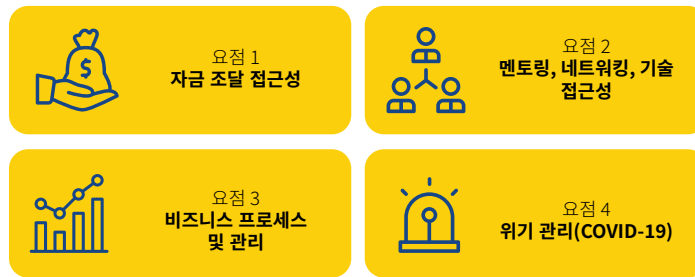 요점 1
자금 조달 접근성
요점 2
멘토링, 네트워킹, 기술
접근성
요점 3
비즈니스 프로세스
및 관리
요점 4
위기 관리(COVID-19)
$